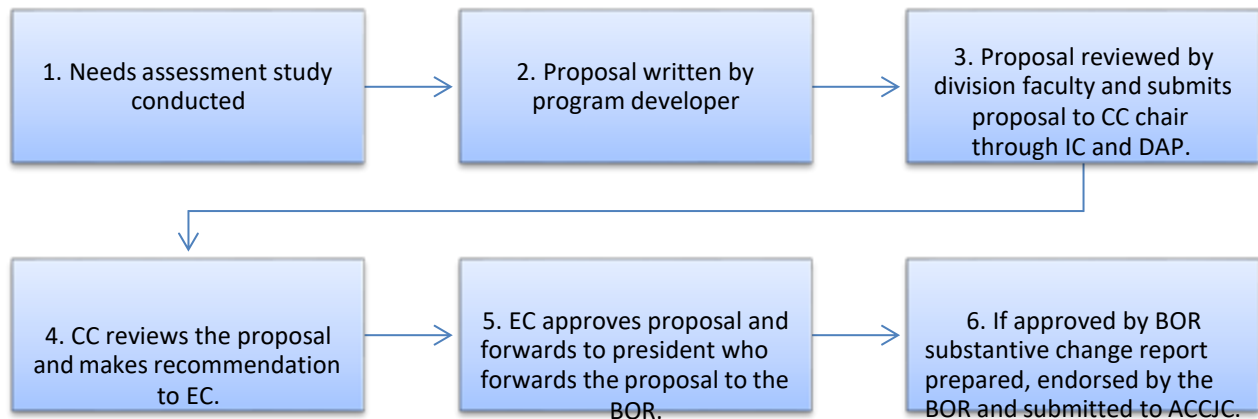 1. Needs assessment study
conducted
2. Proposal written by
program developer
3. Proposal reviewed by
division faculty and submits
proposal to CC chair
through IC and DAP.
4. CC reviews the proposal
and makes recommendation
to EC.
5. EC approves proposal and
forwards to president who
forwards the proposal to the
BOR.
6. If approved by BOR
substantive change report
prepared, endorsed by the
BOR and submitted to ACCJC.